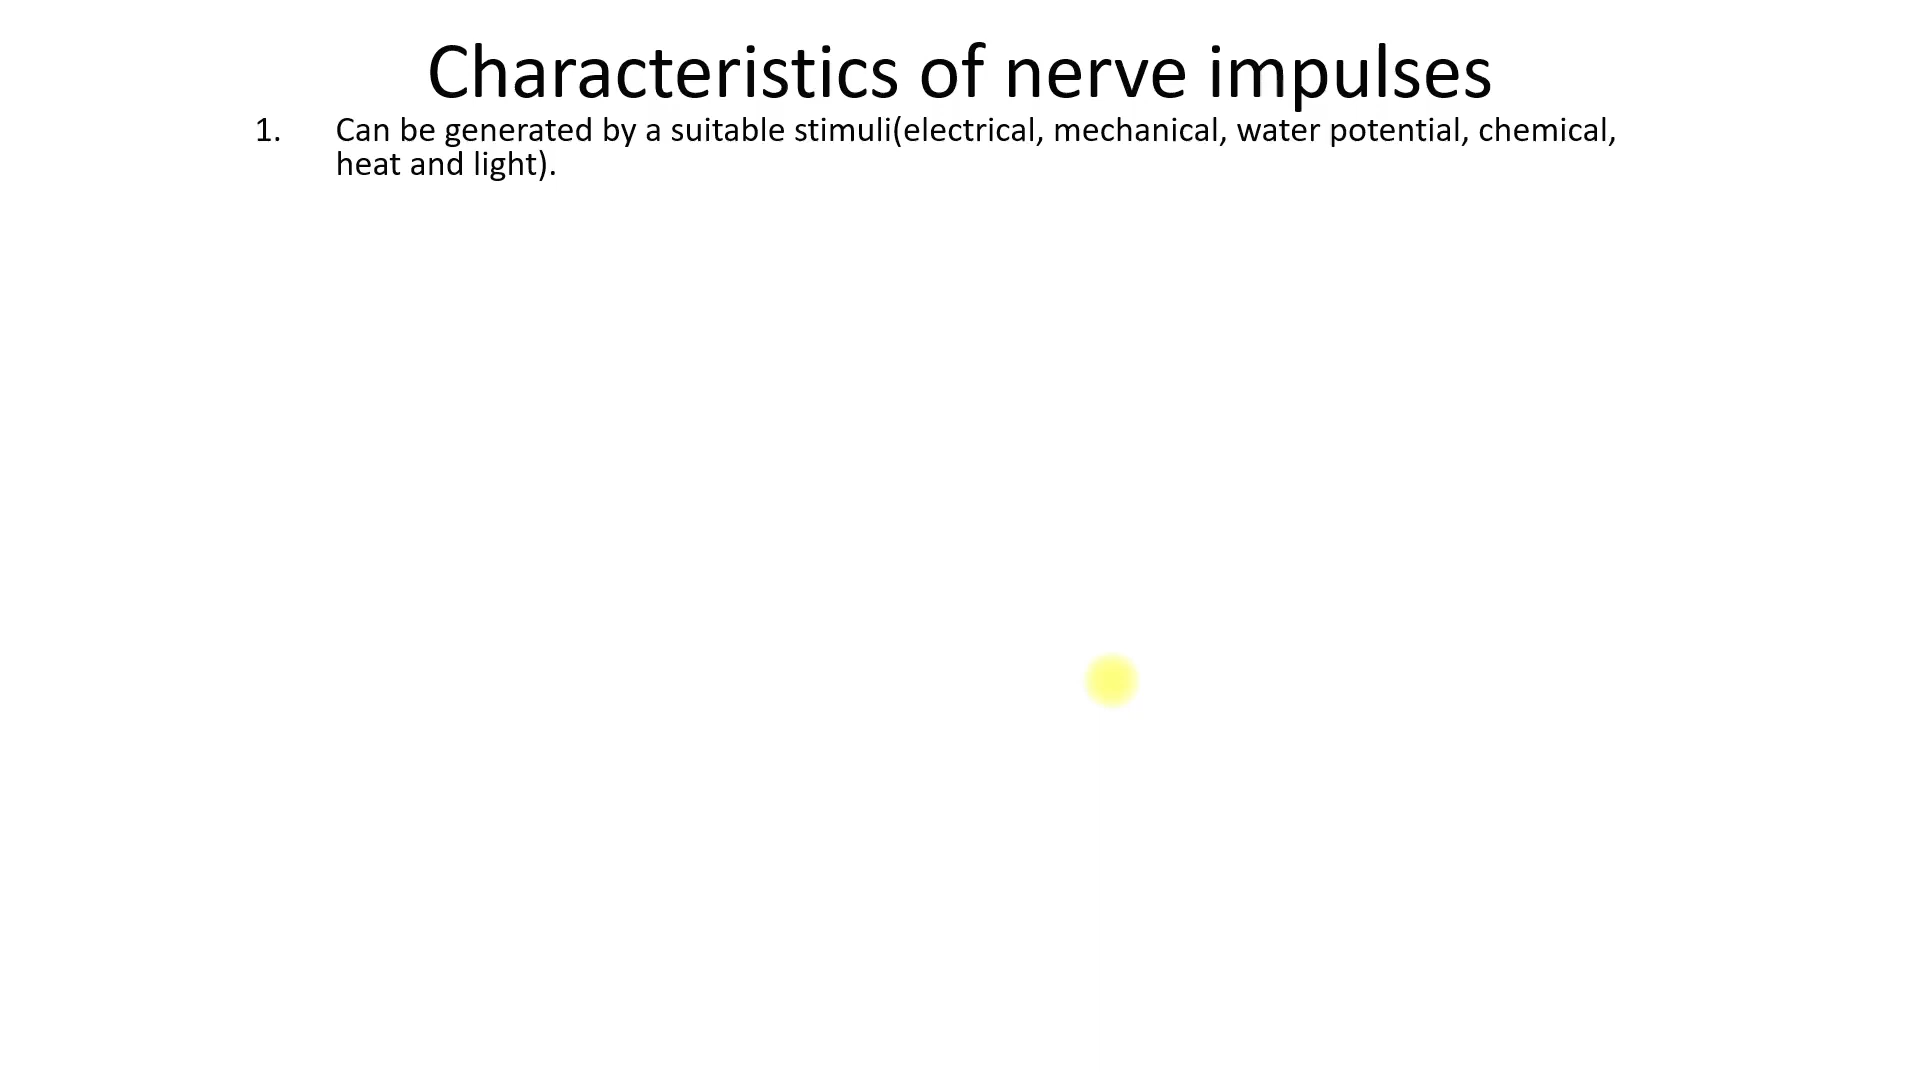 Characteristics of nerve impulses
1. Can be generated by a suitable stimuli(electrical, mechanical, water potential, chemical,
heat and light).